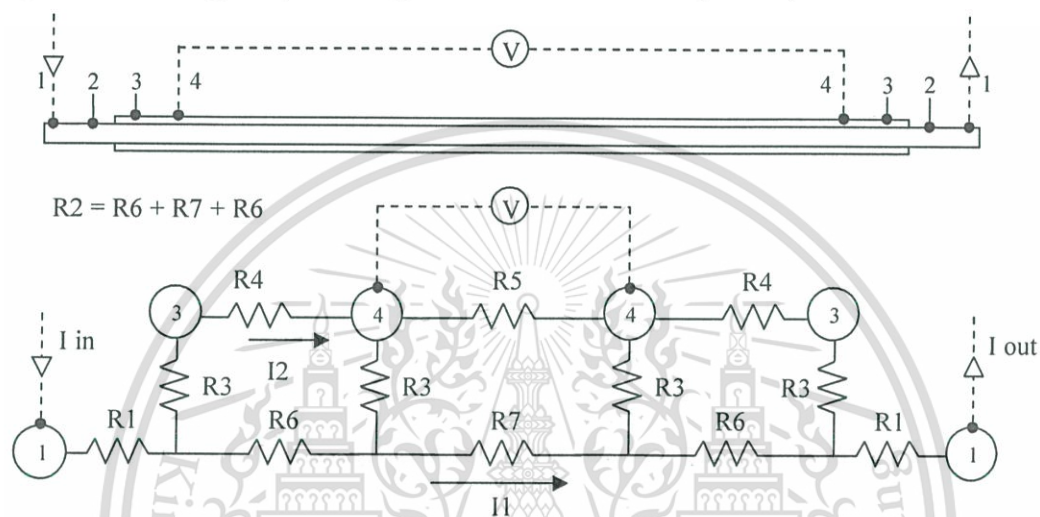 V
1 2 3 4 4 3 2 1
R2 = R6 + R7 + R6
V
R4 R5 R4
3 4 4 3
I in I2 R3 R3 R3 R3 I out
R1 R6 R7 R6 R1
1 1
I1